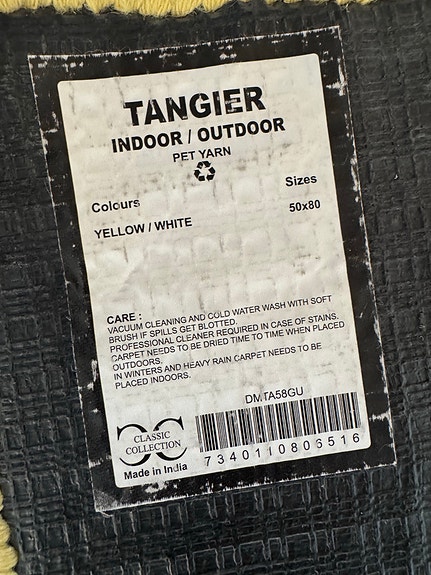 TANGIER
INDOOR / OUTDOOR
PET YARN
Colours Sizes
YELLOW / WHITE 50x80
CARE :
VACUUM CLEANING AND COLD WATER WASH WITH SOFT
BRUSH IF SPILLS GET BLOTTED.
PROFESSIONAL CLEANER REQUIRED IN CASE OF STAINS.
CARPET NEEDS TO BE DRIED TIME TO TIME WHEN PLACED
OUTDOORS.
IN WINTERS AND HEAVY RAIN CARPET NEEDS TO BE
PLACED INDOORS.
DMTA58GU
CLASSIC
COLLECTION
Made in India
7340110806516